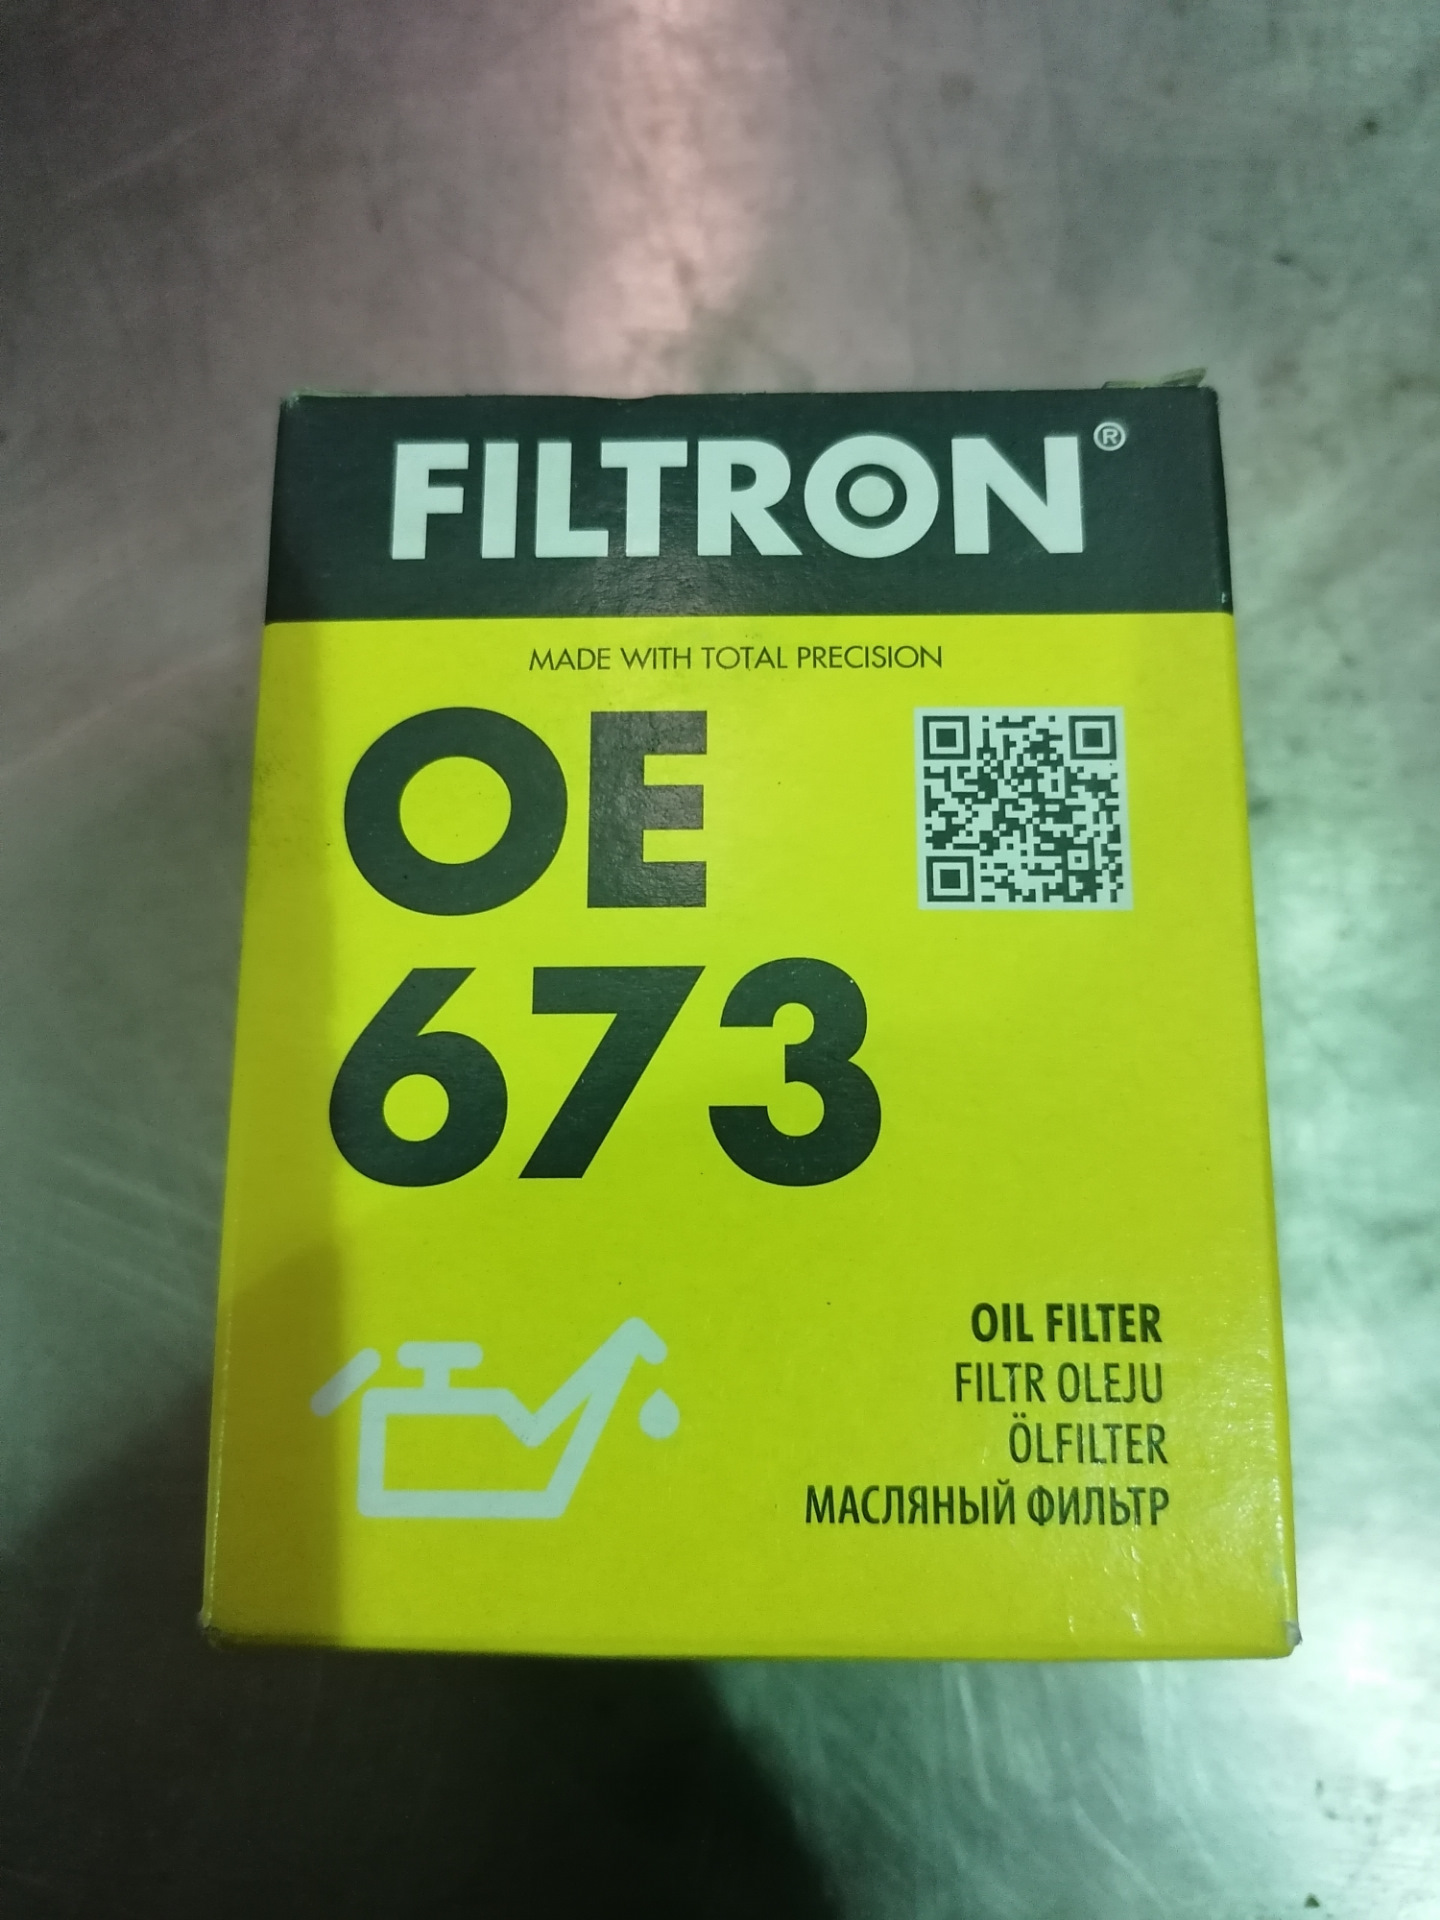 FILTRON®
MADE WITH TOTAL PRECISION
OE
673
OIL FILTER
FILTR OLEJU
ÖLFILTER
МАСЛЯНЫЙ ФИЛЬТР